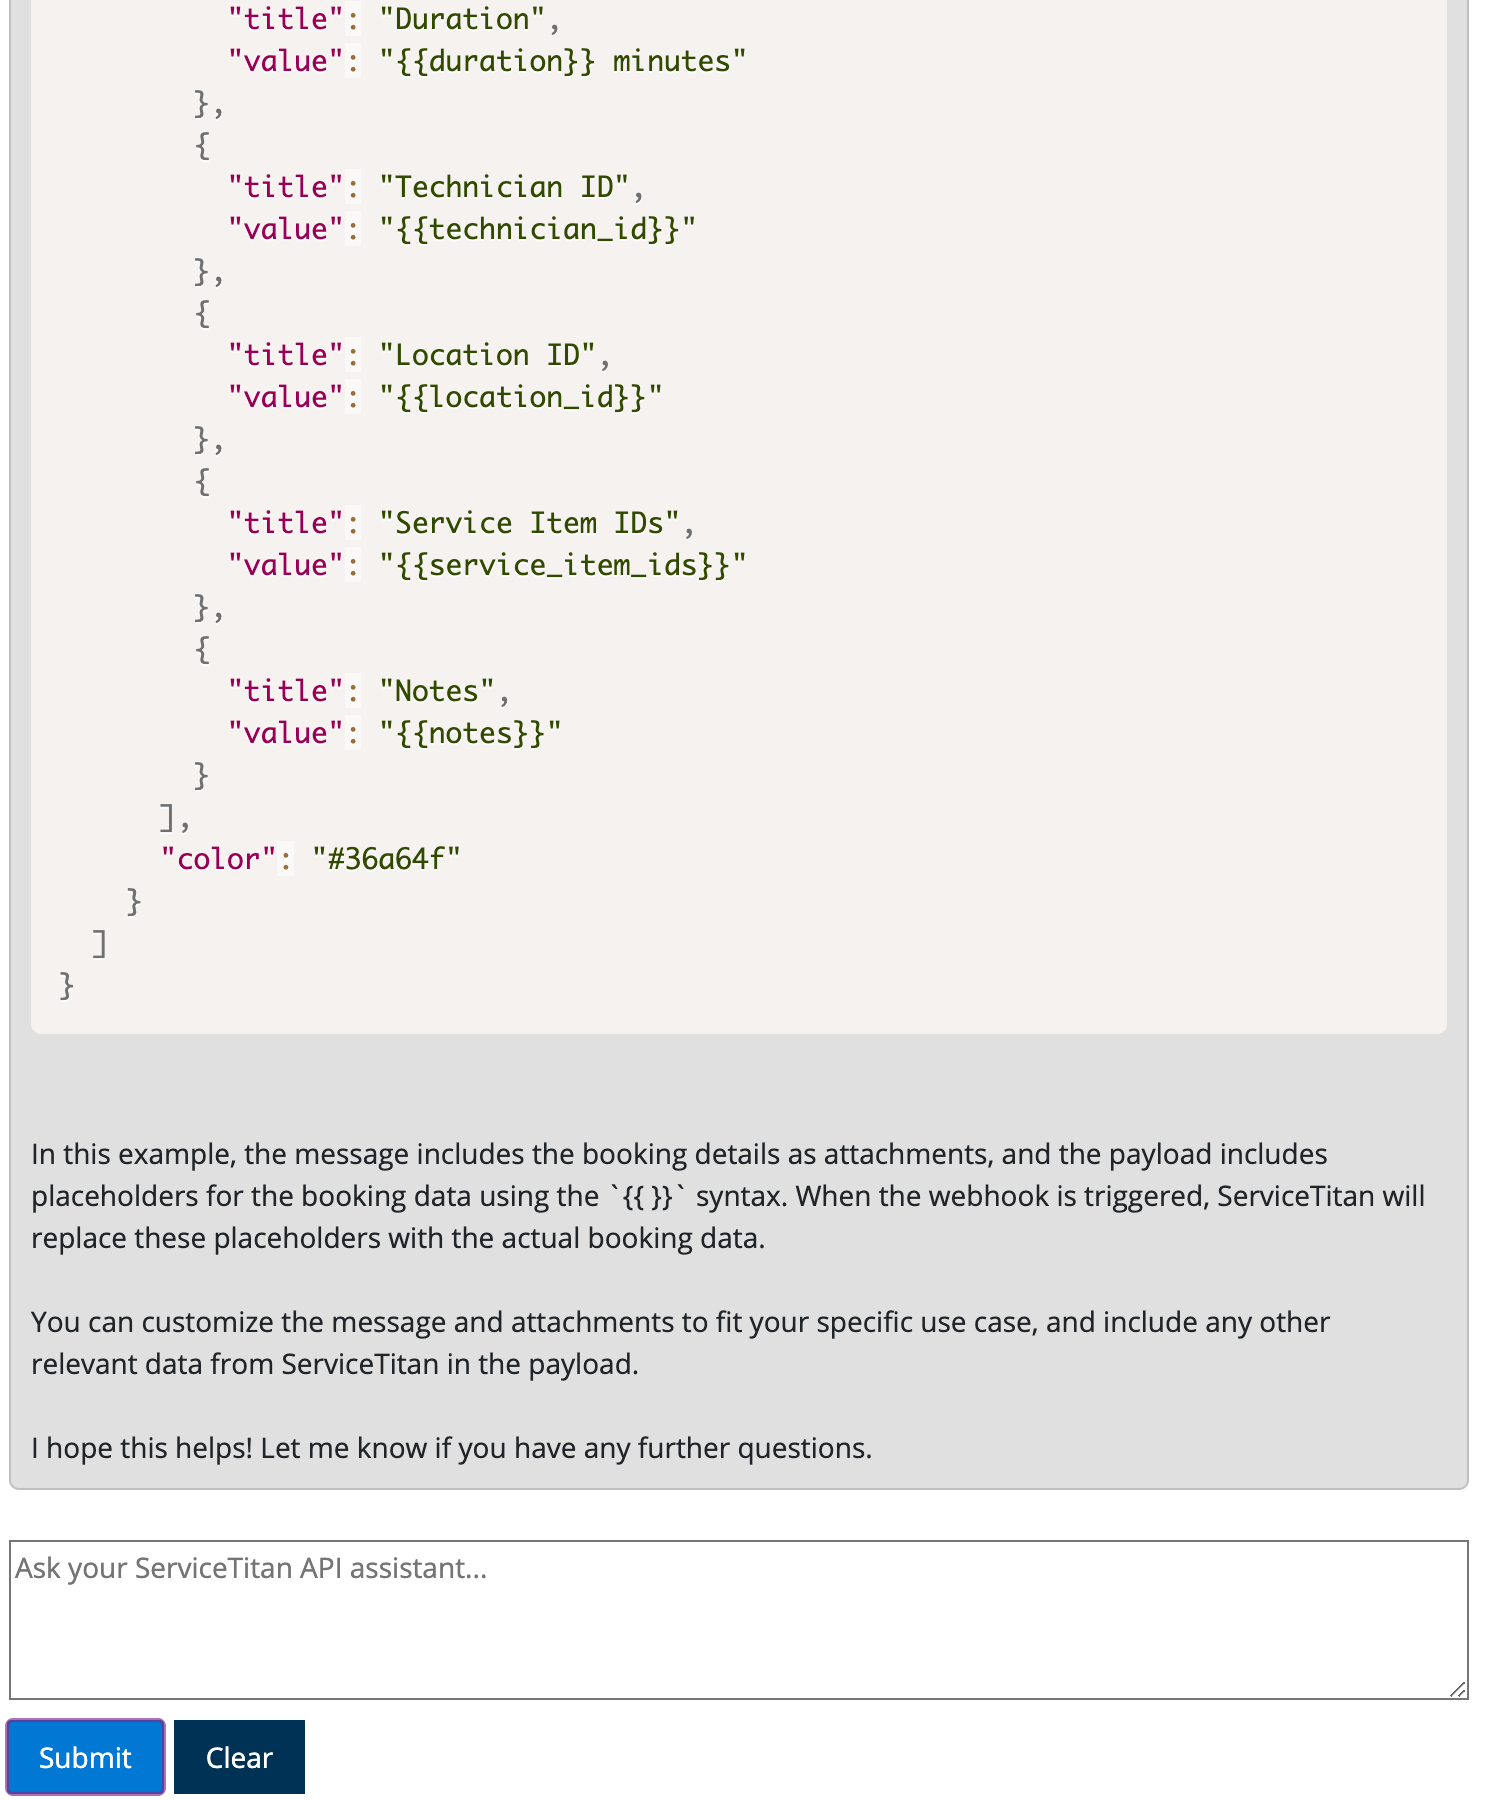 "title": "Duration",
"value": "{{duration}} minutes"
},
{
"title": "Technician ID",
"value": "{{technician_id}}"
},
{
"title": "Location ID",
"value": "{{location_id}}"
},
{
"title": "Service Item IDs",
"value": "{{service_item_ids}}"
},
{
"title": "Notes",
"value": "{{notes}}"
}
],
"color": "#36a64f"
}
]
}
In this example, the message includes the booking details as attachments, and the payload includes
placeholders for the booking data using the `{{ }}` syntax. When the webhook is triggered, ServiceTitan will
replace these placeholders with the actual booking data.
You can customize the message and attachments to fit your specific use case, and include any other
relevant data from ServiceTitan in the payload.
I hope this helps! Let me know if you have any further questions.
Ask your ServiceTitan API assistant...
Submit Clear